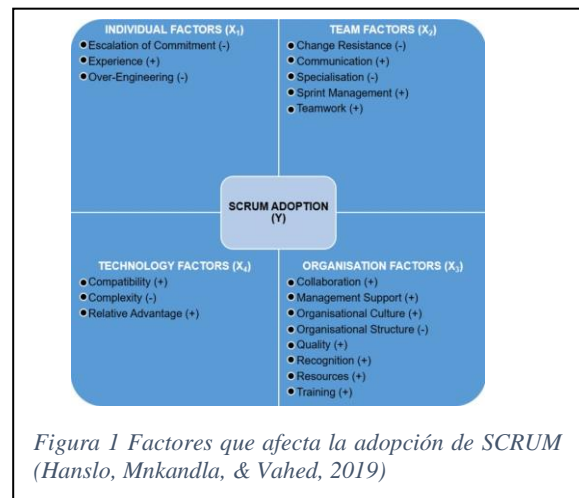 INDIVIDUAL FACTORS (X₁)
● Escalation of Commitment (-)
● Experience (+)
● Over-Engineering (-)
TEAM FACTORS (X₂)
● Change Resistance (-)
● Communication (+)
● Specialisation (-)
● Sprint Management (+)
● Teamwork (+)
SCRUM ADOPTION
(Y)
TECHNOLOGY FACTORS (X₄)
● Compatibility (+)
● Complexity (-)
● Relative Advantage (+)
ORGANISATION FACTORS (X₃)
● Collaboration (+)
● Management Support (+)
● Organisational Culture (+)
● Organisational Structure (-)
● Quality (+)
● Recognition (+)
● Resources (+)
● Training (+)
Figura 1 Factores que afecta la adopción de SCRUM
(Hanslo, Mnkandla, & Vahed, 2019)